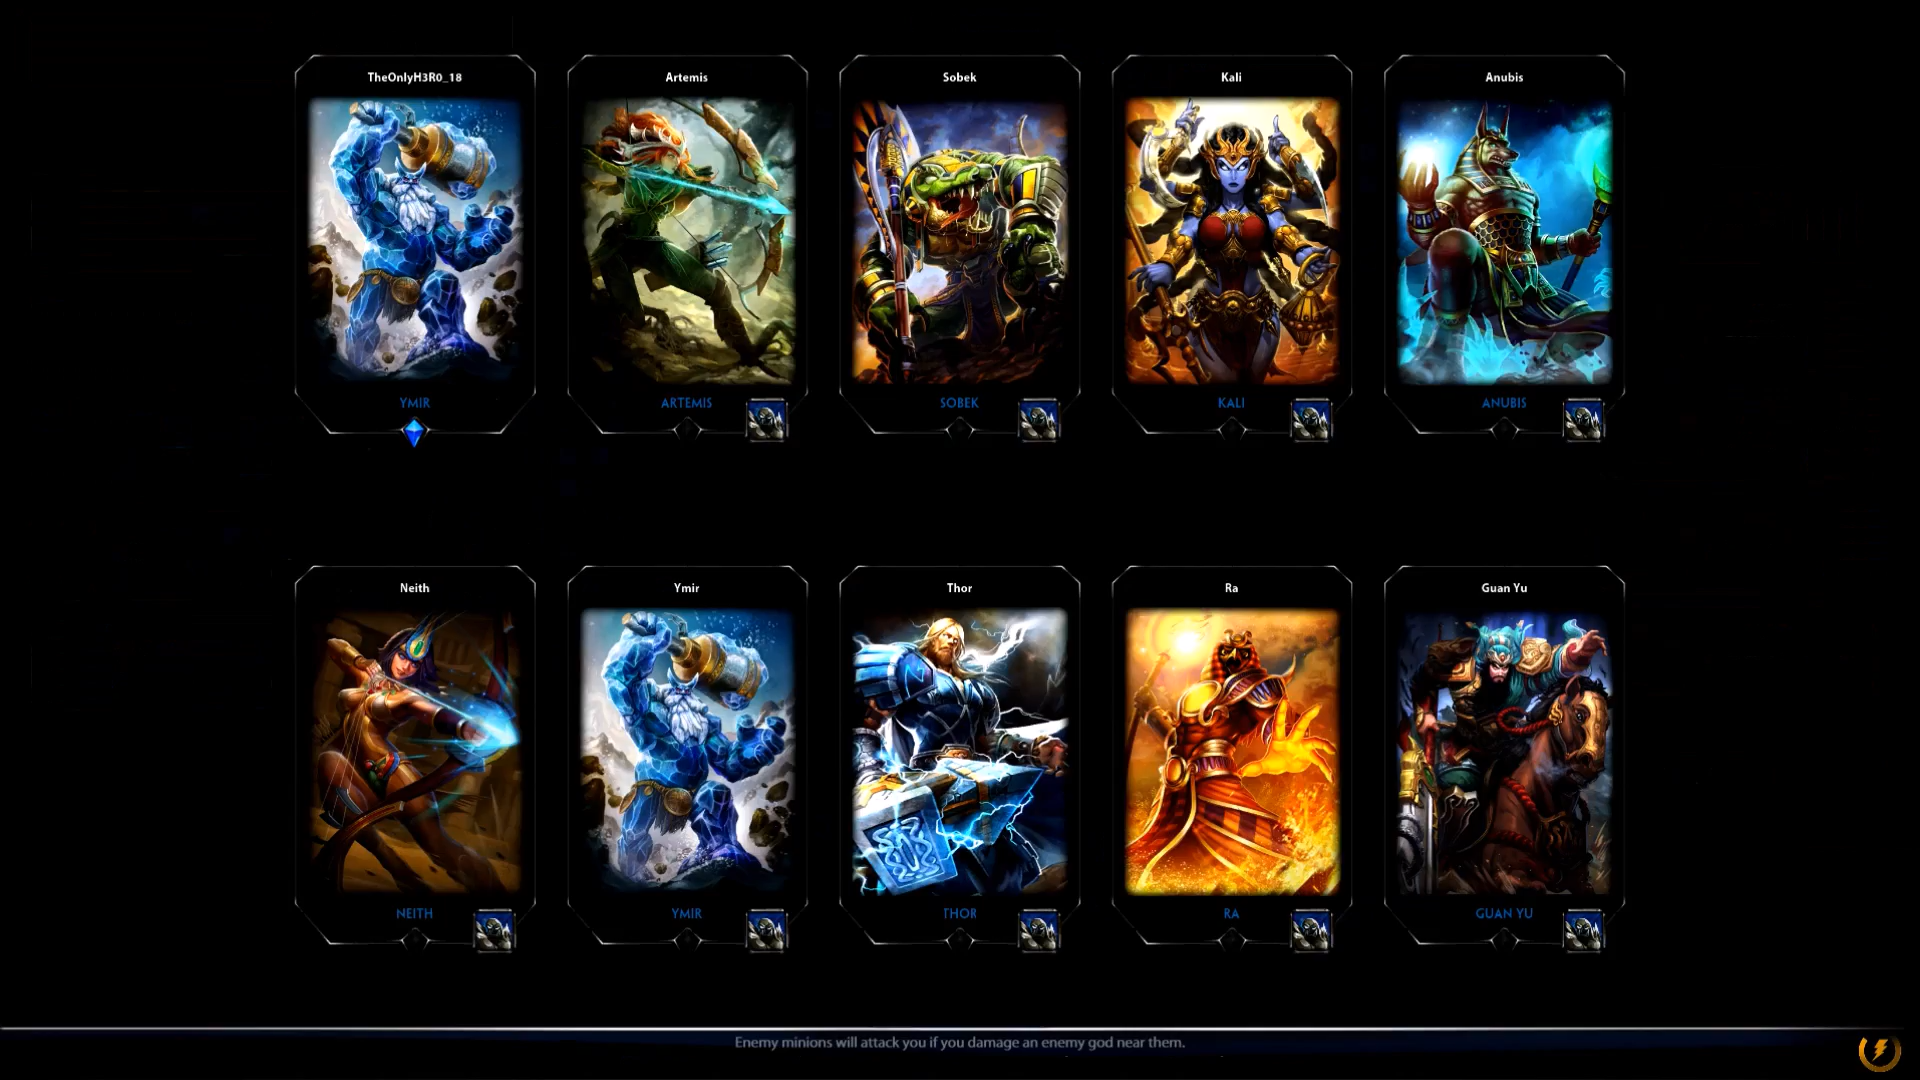 TheOnlyH3R0_18
Artemis
Sobek
Kali
Anubis
YMIR
ARTEMIS
SOBEK
KALI
ANUBIS
Neith
Ymir
Thor
Ra
Guan Yu
NEITH
YMIR
THOR
RA
GUAN YU
Enemy minions will attack you if you damage an enemy god near them.